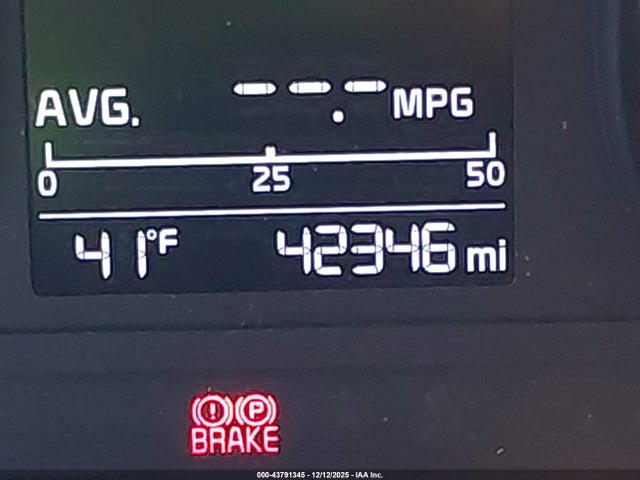 AVG. --.- MPG
0 25 50
41°F 42346 mi
! P
BRAKE
000-43791345 - 12/12/2025 - IAA Inc.